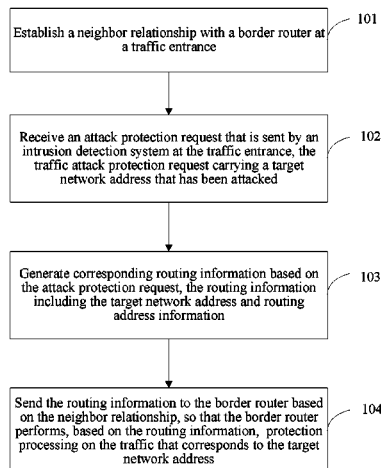 101
Establish a neighbor relationship with a border router at
a traffic entrance
102
Receive an attack protection request that is sent by an
intrusion detection system at the traffic entrance, the
traffic attack protection request carrying a target
network address that has been attacked
103
Generate corresponding routing information based on
the attack protection request, the routing information
including the target network address and routing
address information
104
Send the routing information to the border router based
on the neighbor relationship, so that the border router
performs, based on the routing information, protection
processing on the traffic that corresponds to the target
network address